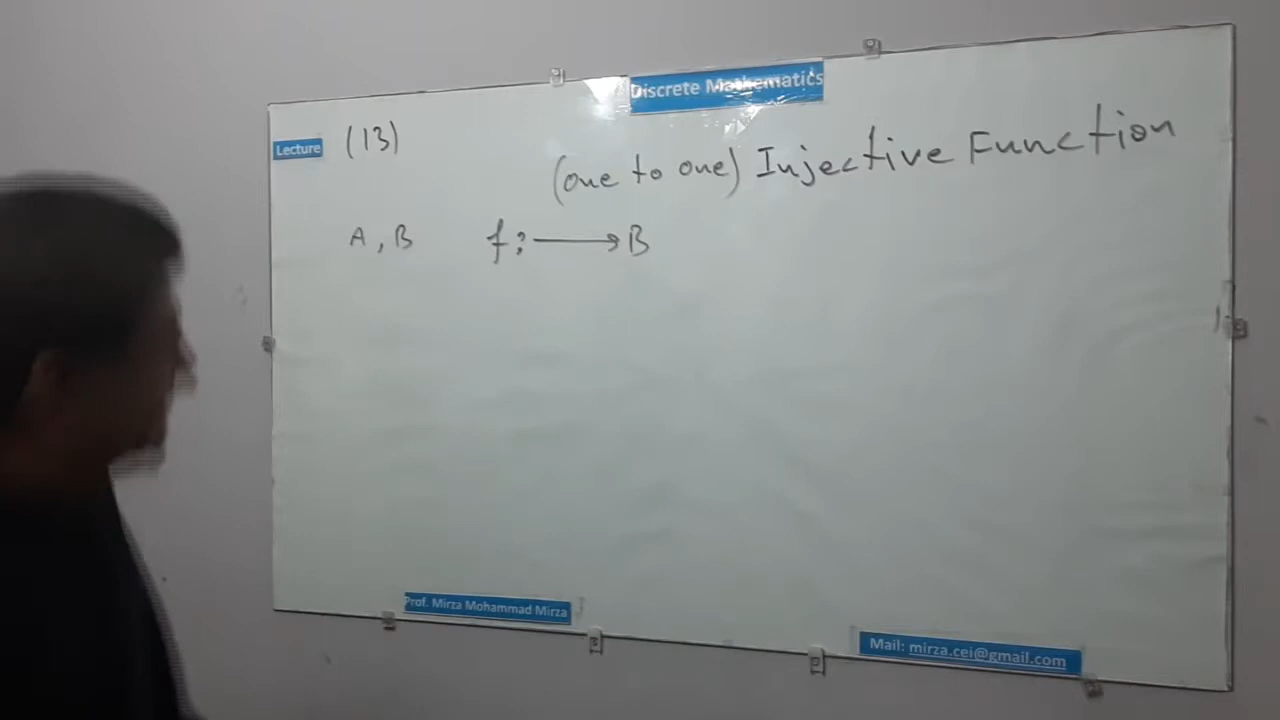 Discrete Mathematics
Lecture (13)
(one to one) Injective Function
A, B f: ⟶ B
Prof. Mirza Mohammad Mirza
Mail: mirza.cei@gmail.com